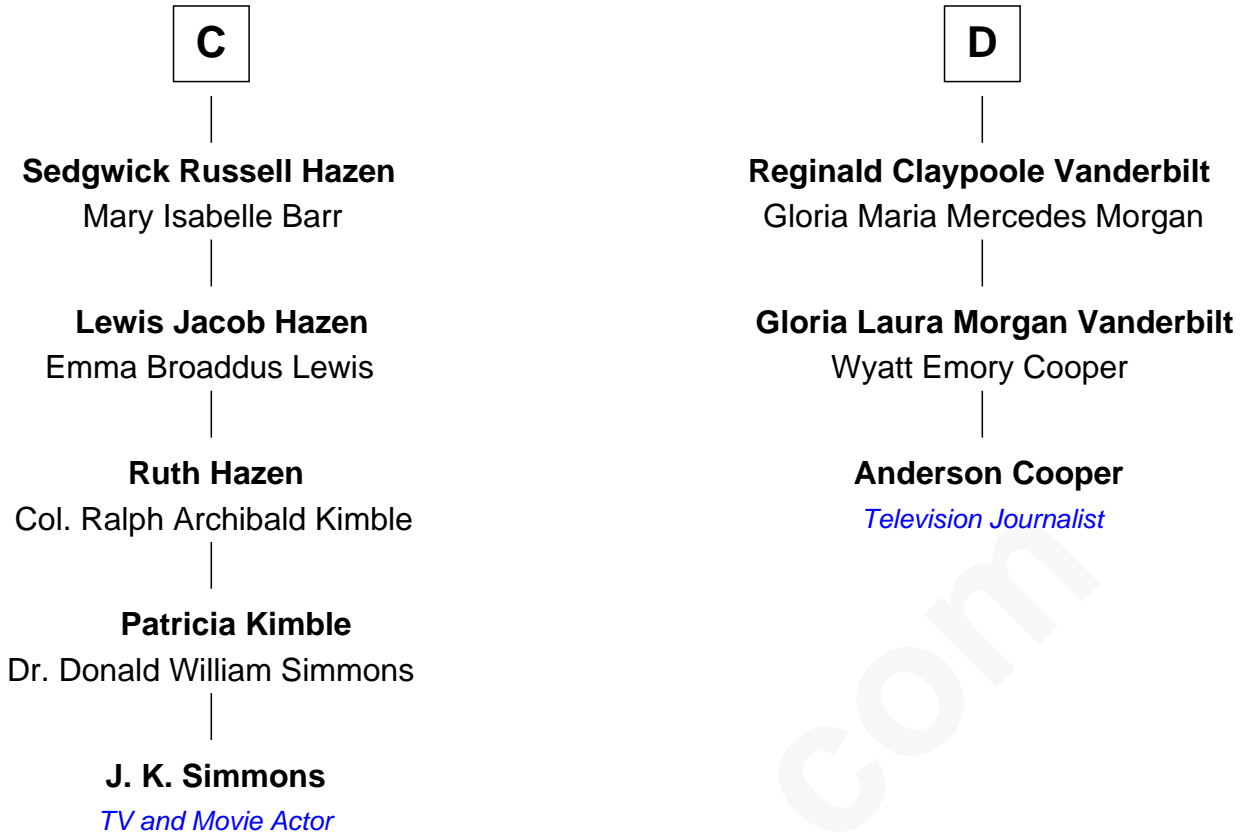 C
Sedgwick Russell Hazen
Mary Isabelle Barr
Lewis Jacob Hazen
Emma Broaddus Lewis
Ruth Hazen
Col. Ralph Archibald Kimble
Patricia Kimble
Dr. Donald William Simmons
J. K. Simmons
TV and Movie Actor
D
Reginald Claypoole Vanderbilt
Gloria Maria Mercedes Morgan
Gloria Laura Morgan Vanderbilt
Wyatt Emory Cooper
Anderson Cooper
Television Journalist
com